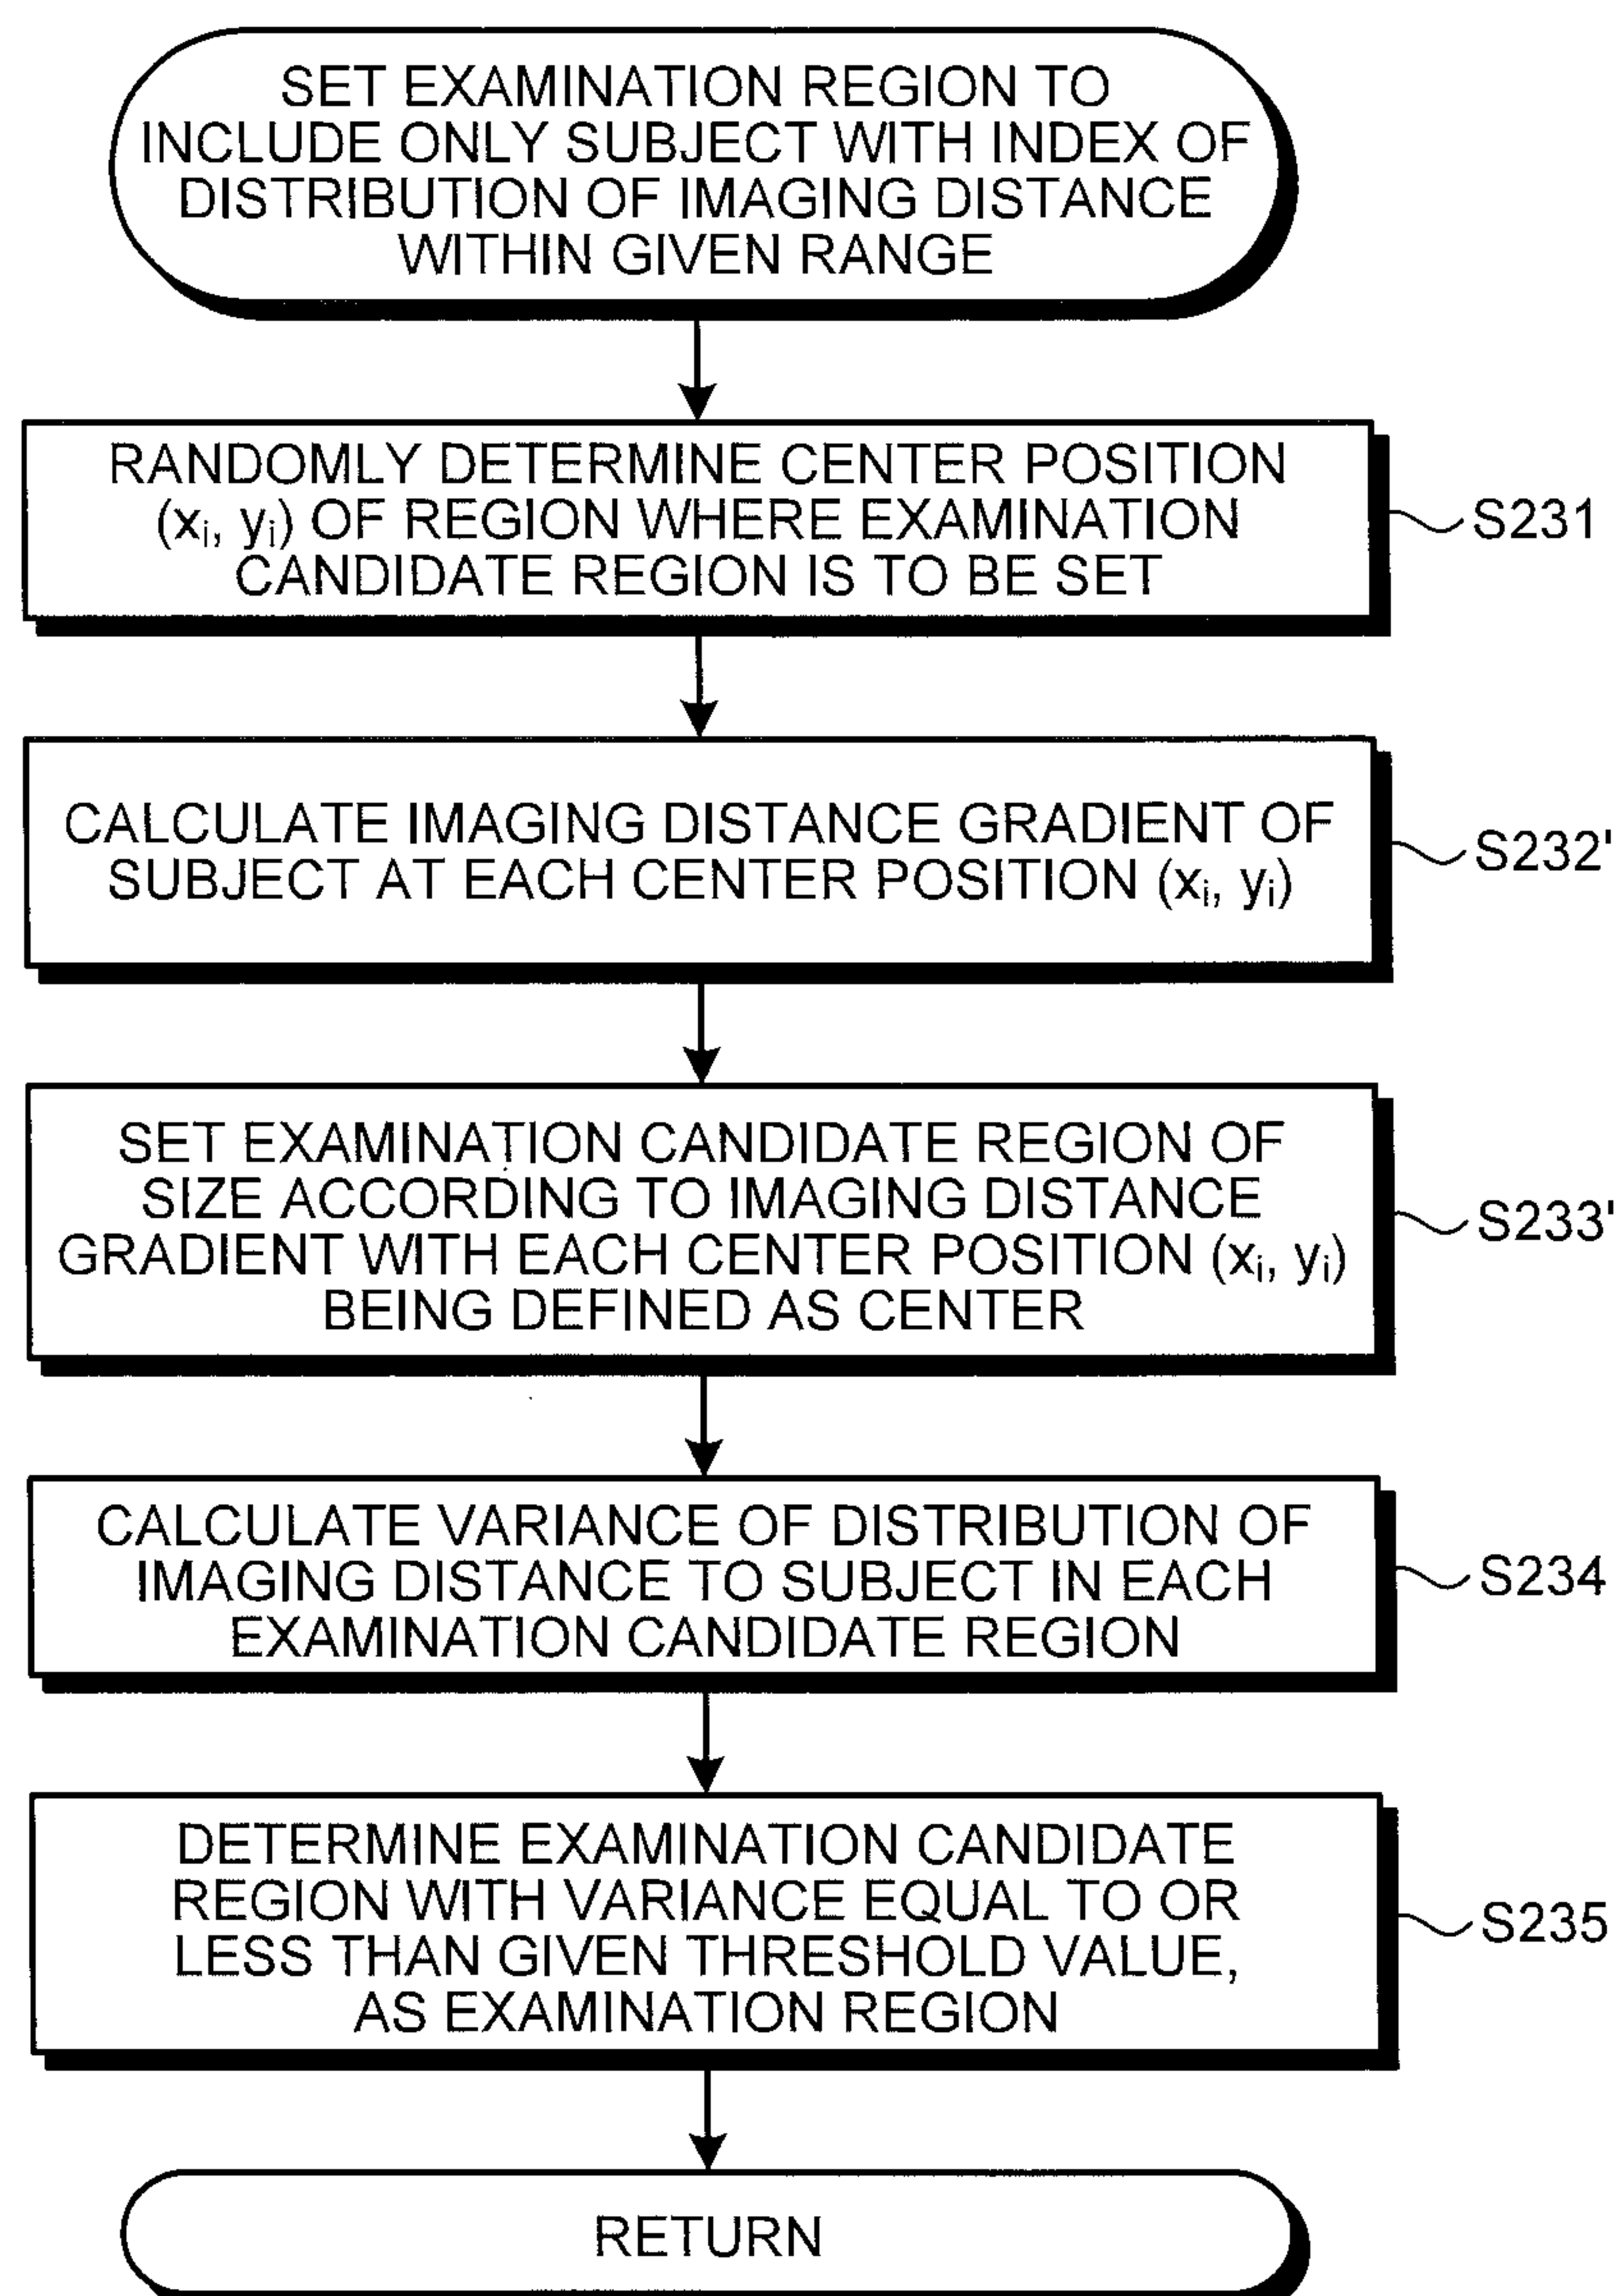 SET EXAMINATION REGION TO
INCLUDE ONLY SUBJECT WITH INDEX OF
DISTRIBUTION OF IMAGING DISTANCE
WITHIN GIVEN RANGE
RANDOMLY DETERMINE CENTER POSITION
(xi, yi) OF REGION WHERE EXAMINATION
CANDIDATE REGION IS TO BE SET
S231
CALCULATE IMAGING DISTANCE GRADIENT OF
SUBJECT AT EACH CENTER POSITION (xi, yi)
S232'
SET EXAMINATION CANDIDATE REGION OF
SIZE ACCORDING TO IMAGING DISTANCE
GRADIENT WITH EACH CENTER POSITION (xi, yi)
BEING DEFINED AS CENTER
S233'
CALCULATE VARIANCE OF DISTRIBUTION OF
IMAGING DISTANCE TO SUBJECT IN EACH
EXAMINATION CANDIDATE REGION
S234
DETERMINE EXAMINATION CANDIDATE
REGION WITH VARIANCE EQUAL TO OR
LESS THAN GIVEN THRESHOLD VALUE,
AS EXAMINATION REGION
S235
RETURN